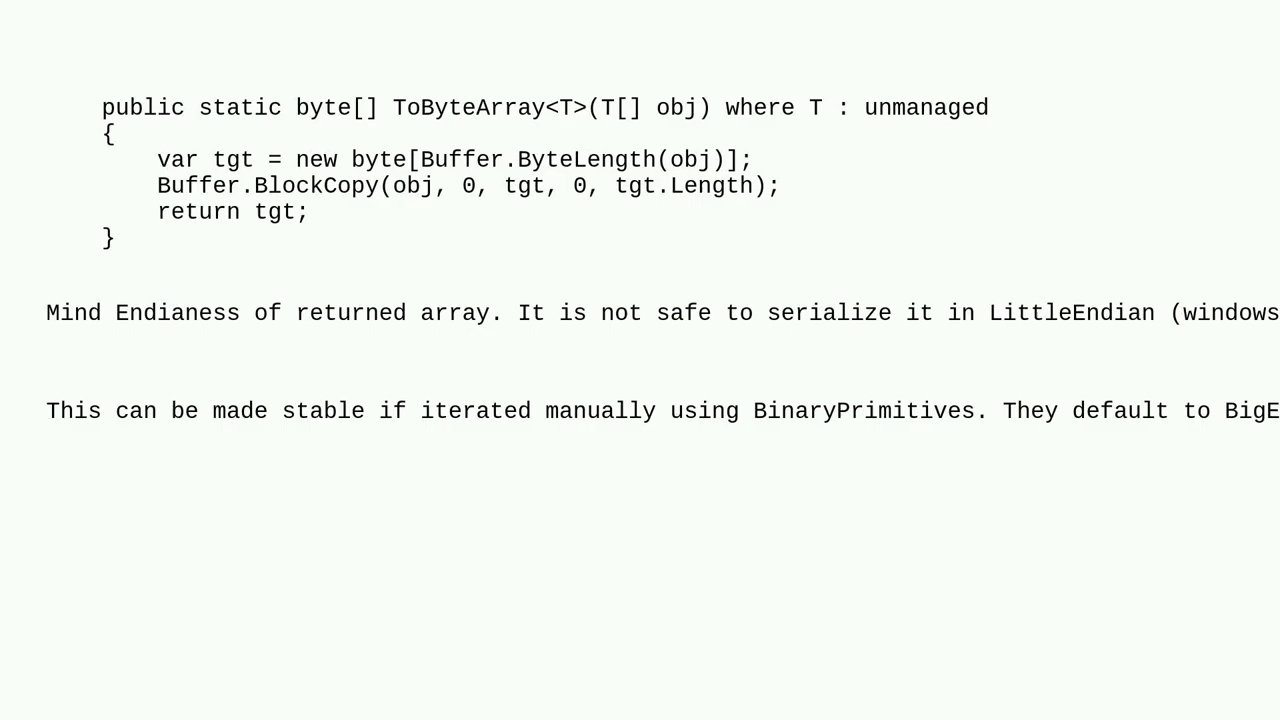 public static byte[] ToByteArray<T>(T[] obj) where T : unmanaged
{
var tgt = new byte[Buffer.ByteLength(obj)];
Buffer.BlockCopy(obj, 0, tgt, 0, tgt.Length);
return tgt;
}
Mind Endianess of returned array. It is not safe to serialize it in LittleEndian (windows
This can be made stable if iterated manually using BinaryPrimitives. They default to BigE